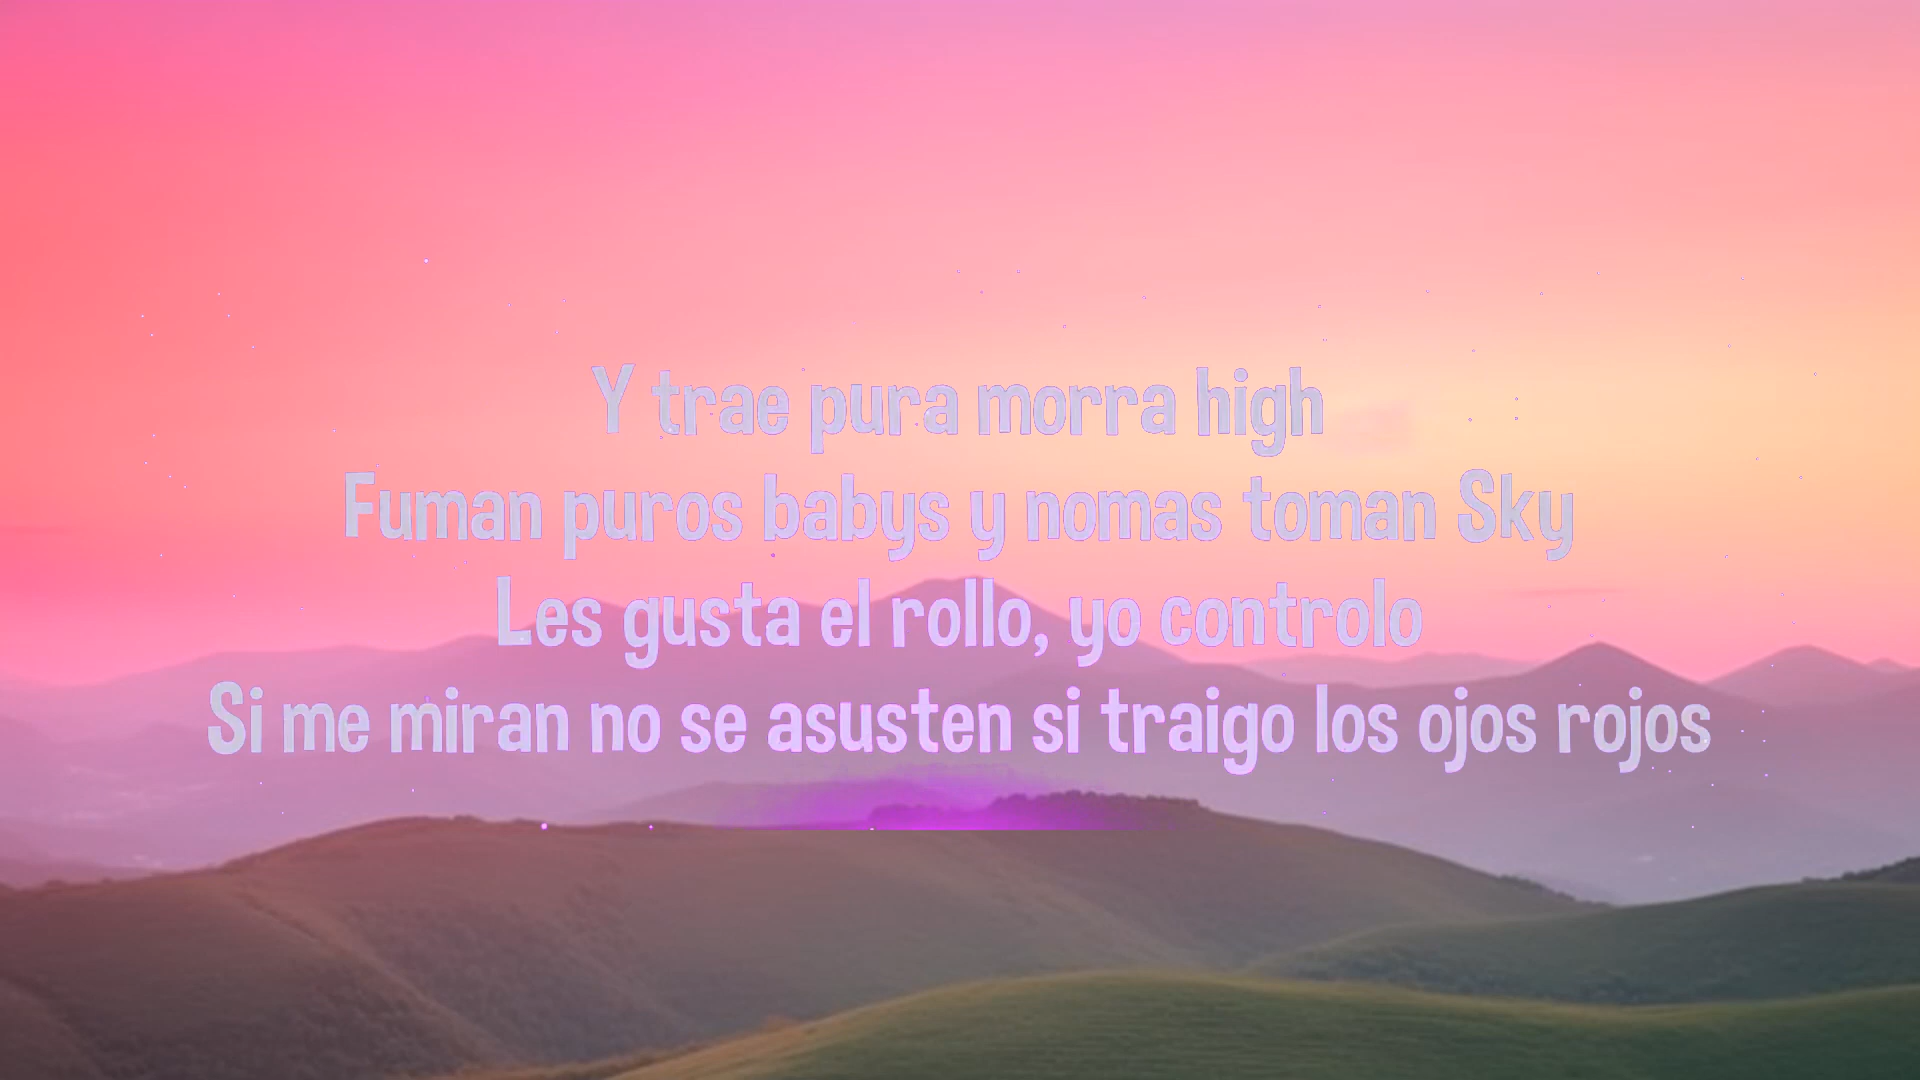 Y trae pura morra high
Fuman puros babys y nomas toman Sky
Les gusta el rollo, yo controlo
Si me miran no se asusten si traigo los ojos rojos